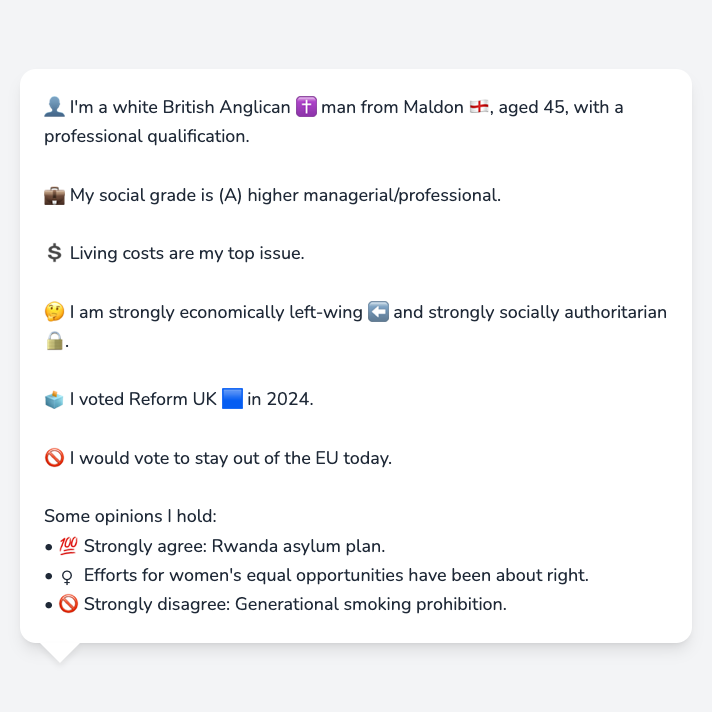 👤 I'm a white British Anglican ✝️ man from Maldon 🏴󠁧󠁢󠁥󠁮󠁧󠁿, aged 45, with a
professional qualification.
💼 My social grade is (A) higher managerial/professional.
💲 Living costs are my top issue.
🤔 I am strongly economically left-wing ⬅️ and strongly socially authoritarian
🔒.
🗳️ I voted Reform UK 🟦 in 2024.
🚫 I would vote to stay out of the EU today.
Some opinions I hold:
• 💯 Strongly agree: Rwanda asylum plan.
• ♀ Efforts for women's equal opportunities have been about right.
• 🚫 Strongly disagree: Generational smoking prohibition.